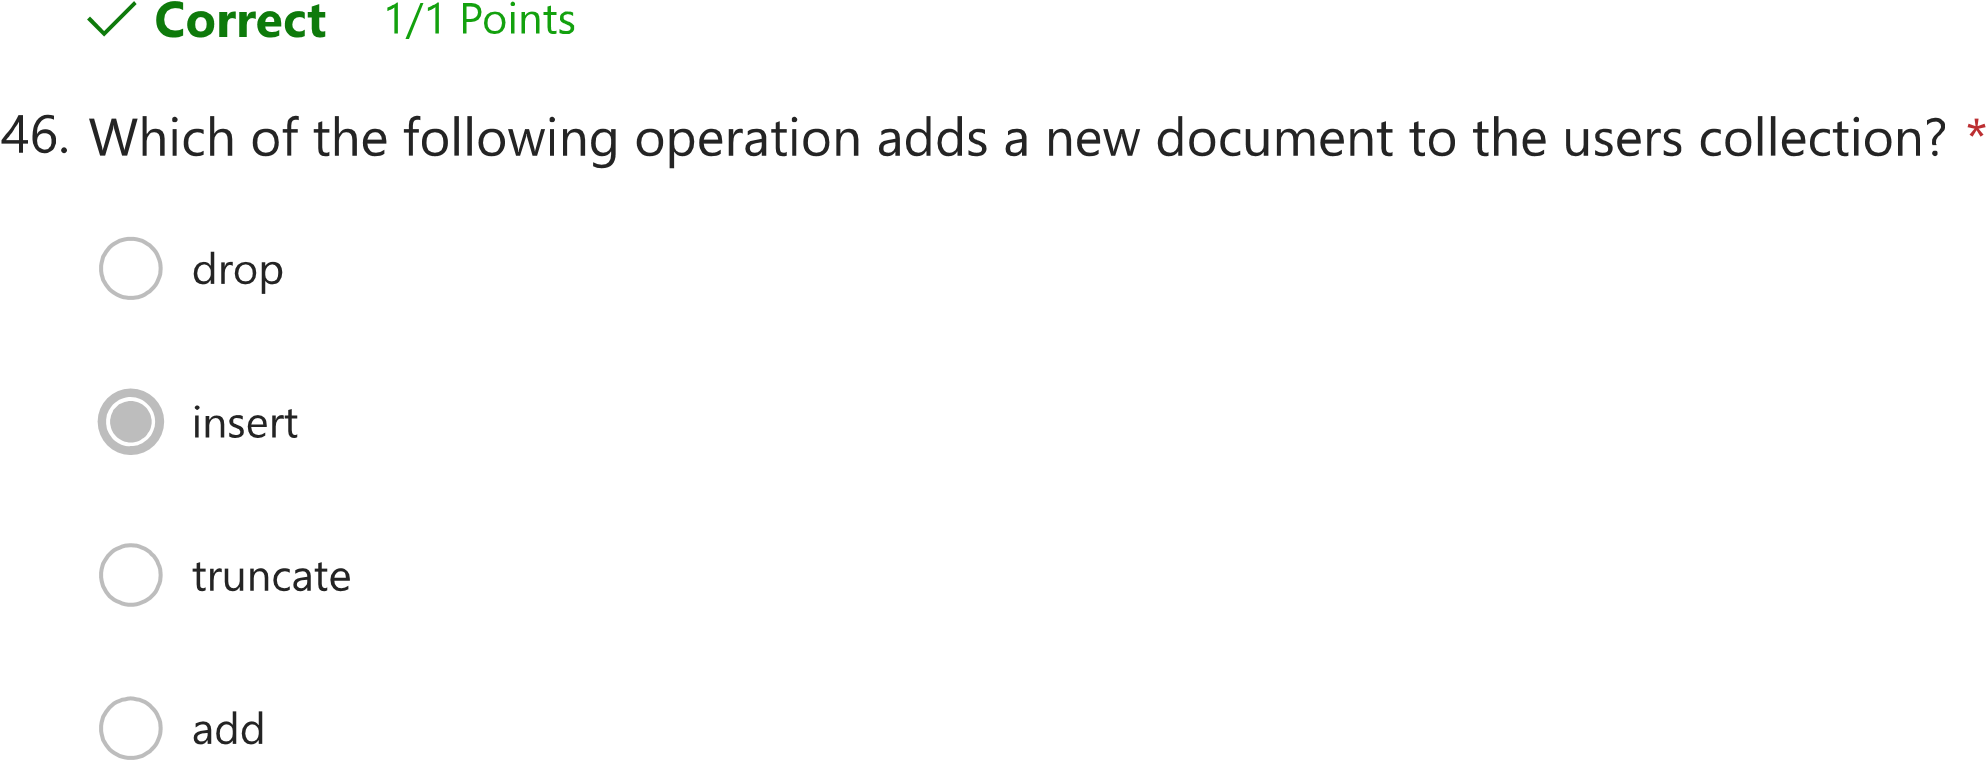 Correct 1/1 Points
46. Which of the following operation adds a new document to the users collection? *
drop
insert
truncate
add